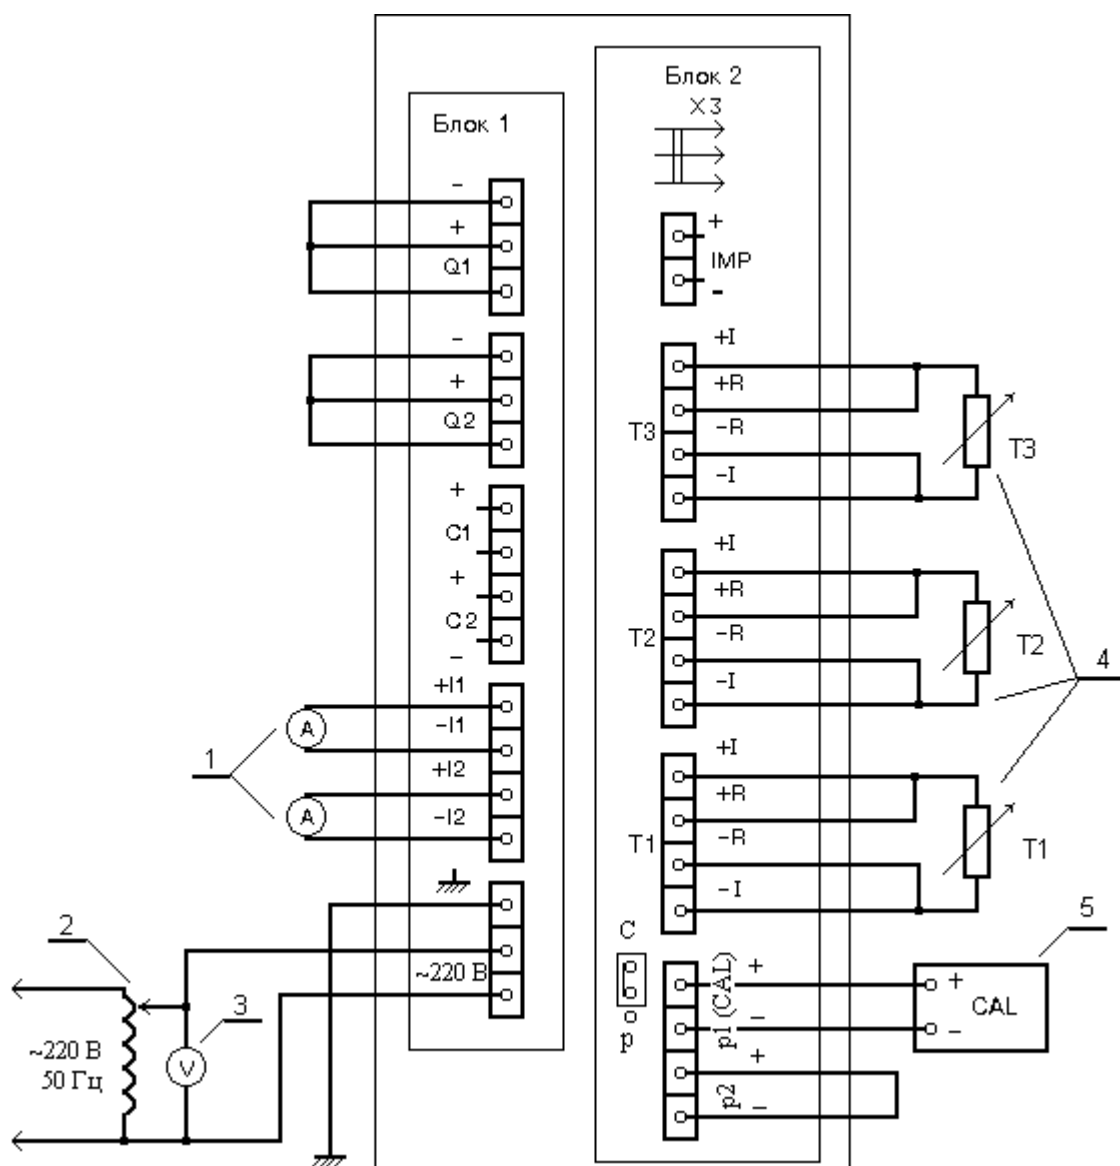 Блок 2
X3
Блок 1
−
+
Q1
+
IMP
-
−
+
Q2
+I
+R
T3
−R
−I
T3
+
C1
+
C2
−
+I
+R
T2
−R
−I
T2
4
+I1
−I1
+I2
−I2
A
A
1
+I
+R
T1
−R
−I
T1
2
~220 В
3
~220 В
50 Гц
V
C
p
p1 (CAL)
+
−
p2
+
−
5
+
CAL
−